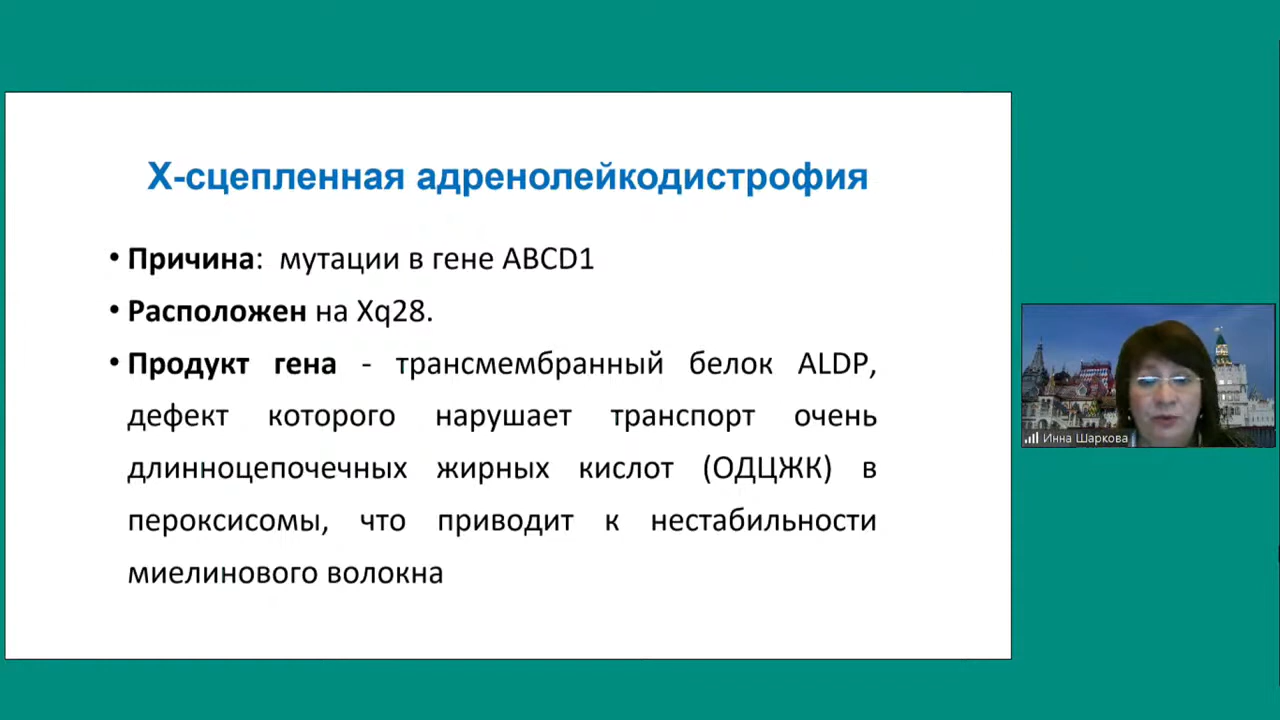 Х-сцепленная адренолейкодистрофия
• Причина: мутации в гене ABCD1
• Расположен на Xq28.
• Продукт гена - трансмембранный белок ALDP,
дефект которого нарушает транспорт очень
длинноцепочечных жирных кислот (ОДЦЖК) в
пероксисомы, что приводит к нестабильности
миелинового волокна
Инна Шаркова